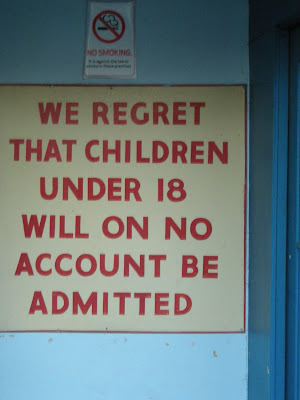 NO SMOKING
WE REGRET
THAT CHILDREN
UNDER 18
WILL ON NO
ACCOUNT BE
ADMITTED